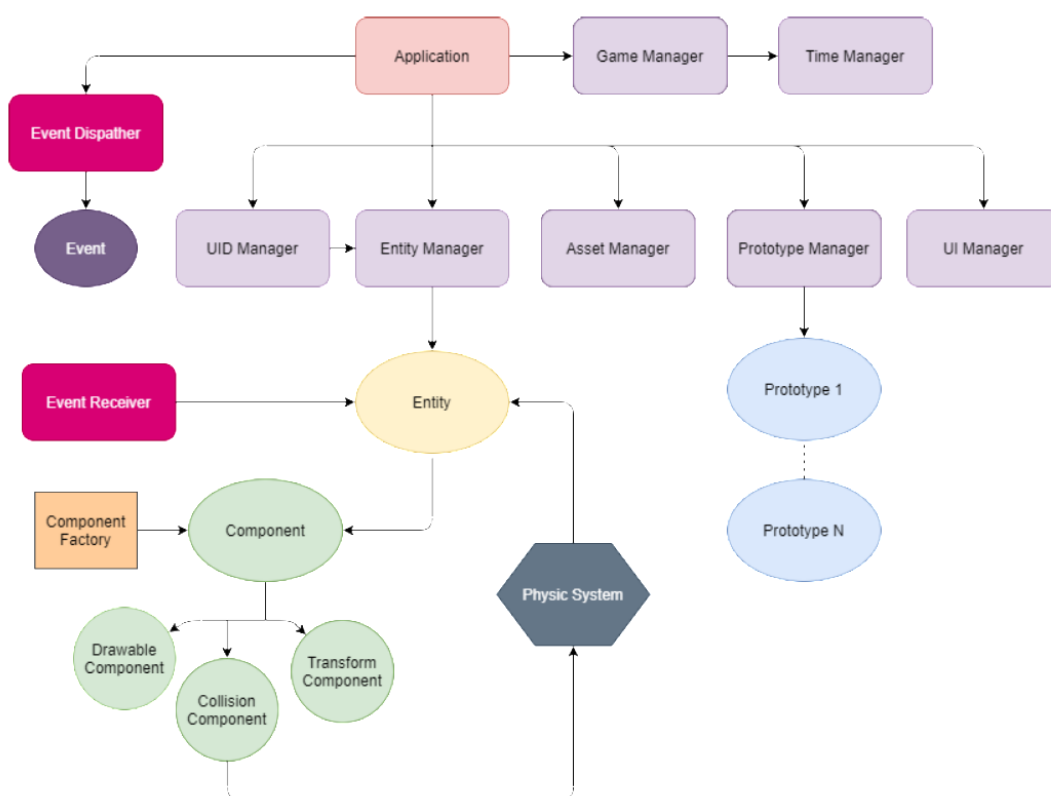 Application
Game Manager
Time Manager
Event Dispather
Event
UID Manager
Entity Manager
Asset Manager
Prototype Manager
UI Manager
Event Receiver
Entity
Prototype 1
Component
Factory
Component
Prototype N
Physic System
Drawable
Component
Collision
Component
Transform
Component